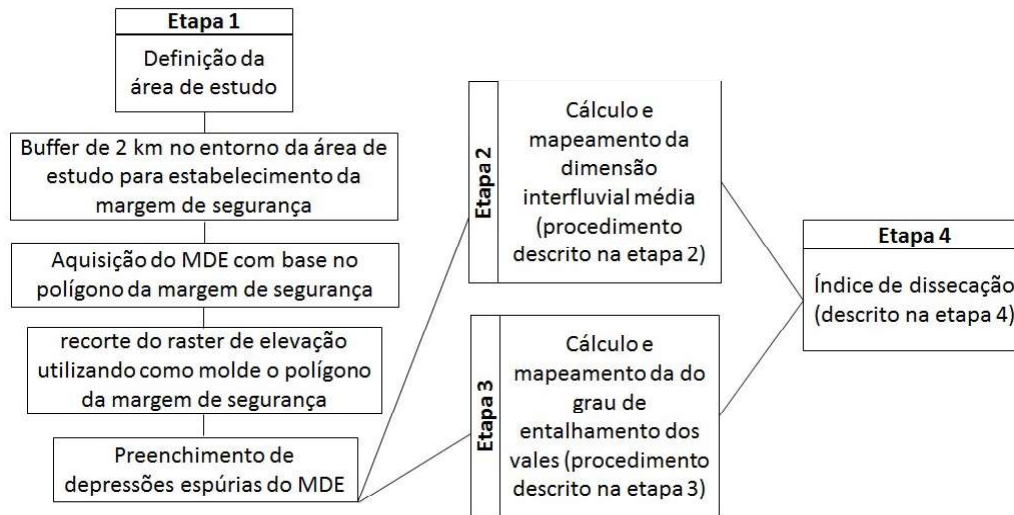 Etapa 1
Definição da
área de estudo
Buffer de 2 km no entorno da área de
estudo para estabelecimento da
margem de segurança
Aquisição do MDE com base no
polígono da margem de segurança
recorte do raster de elevação
utilizando como molde o polígono
da margem de segurança
Preenchimento de
depressões espúrias do MDE
Etapa 2
Cálculo e
mapeamento da
dimensão
interfluvial média
(procedimento
descrito na etapa 2)
Etapa 3
Cálculo e
mapeamento da do
grau de
entalhamento dos
vales (procedimento
descrito na etapa 3)
Etapa 4
Índice de dissecação
(descrito na etapa 4)